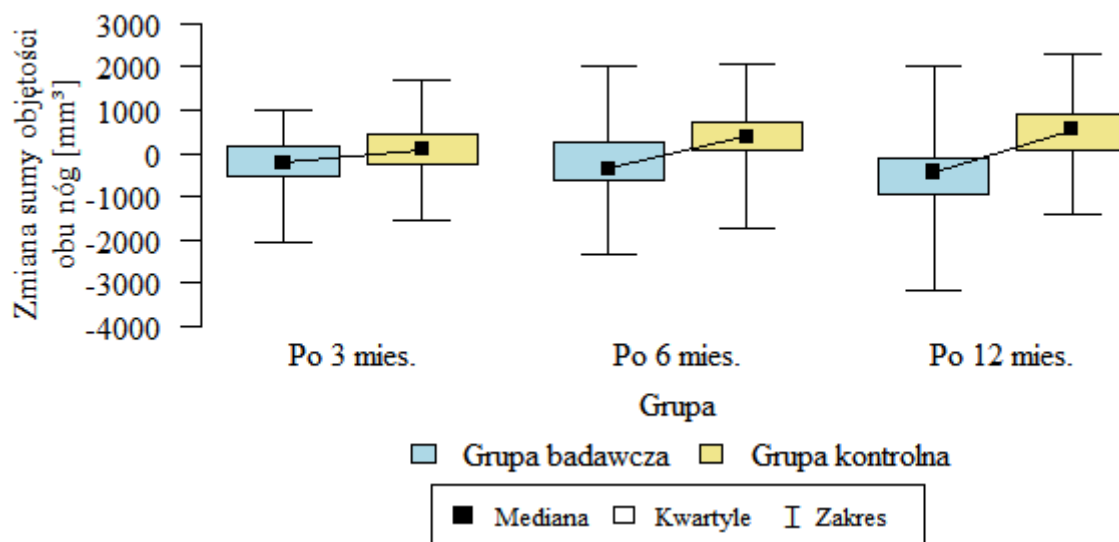 Zmiana sumy objętości
obu nóg [mm³]
3000
2000
1000
0
-1000
-2000
-3000
-4000
Po 3 mies.
Po 6 mies.
Po 12 mies.
Grupa
Grupa badawcza
Grupa kontrolna
Mediana
Kwartyle
Zakres